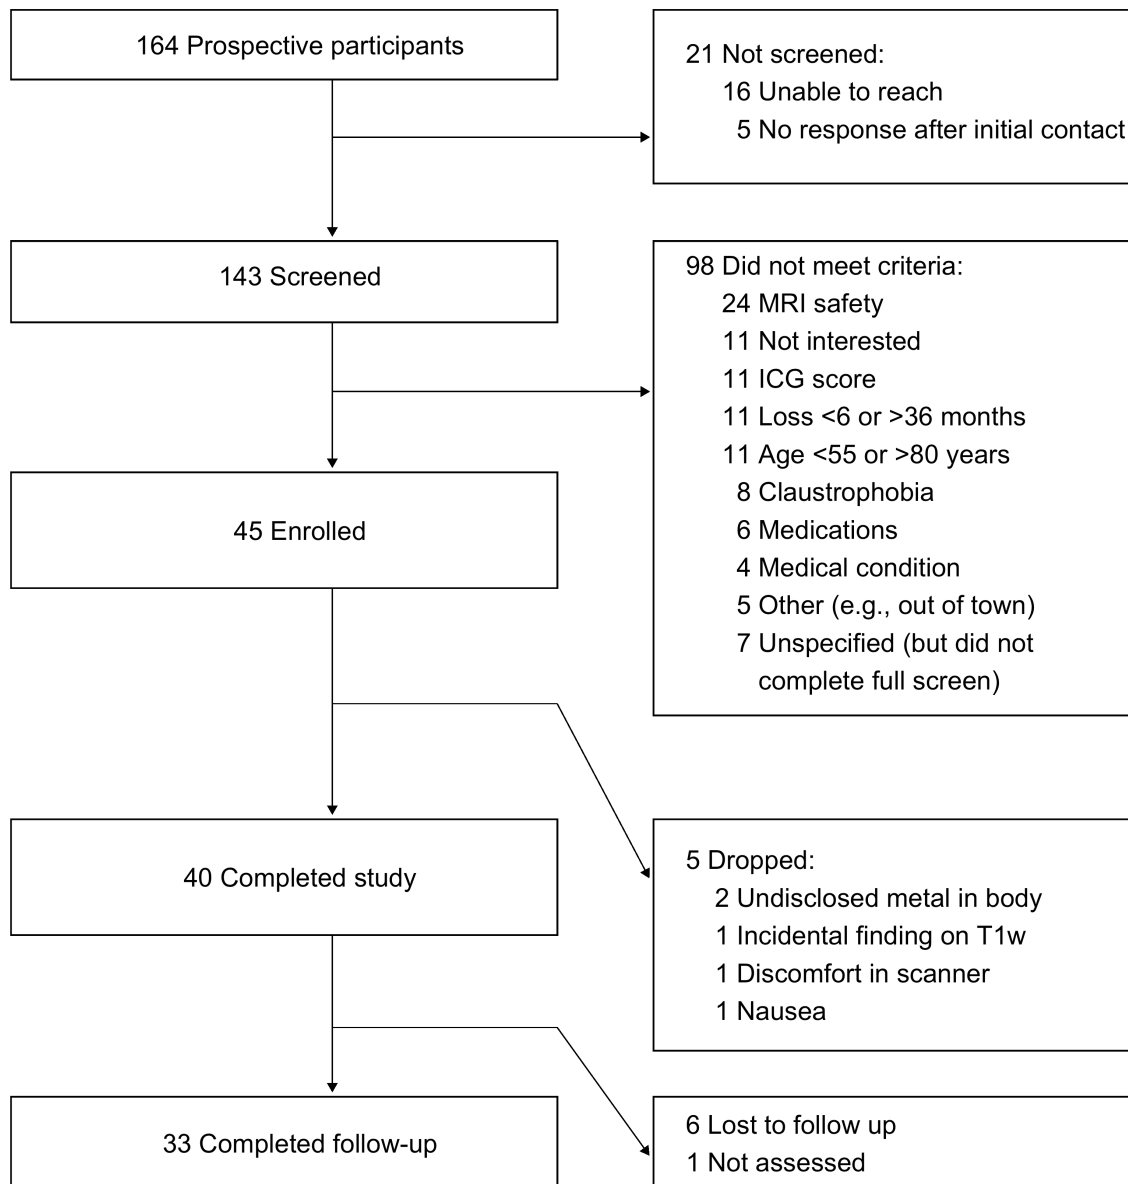 164 Prospective participants
21 Not screened:
16 Unable to reach
5 No response after initial contact
143 Screened
98 Did not meet criteria:
24 MRI safety
11 Not interested
11 ICG score
11 Loss <6 or >36 months
11 Age <55 or >80 years
8 Claustrophobia
6 Medications
4 Medical condition
5 Other (e.g., out of town)
7 Unspecified (but did not
complete full screen)
45 Enrolled
40 Completed study
5 Dropped:
2 Undisclosed metal in body
1 Incidental finding on T1w
1 Discomfort in scanner
1 Nausea
33 Completed follow-up
6 Lost to follow up
1 Not assessed